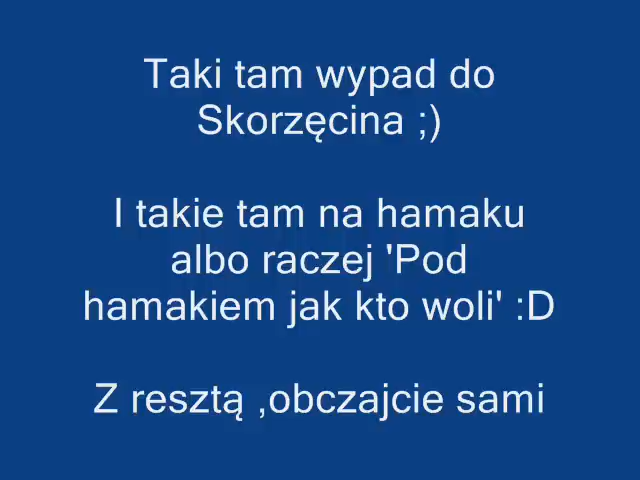 Taki tam wypad do
Skorzęcina ;)
I takie tam na hamaku
albo raczej 'Pod
hamakiem jak kto woli' :D
Z resztą ,obczajcie sami